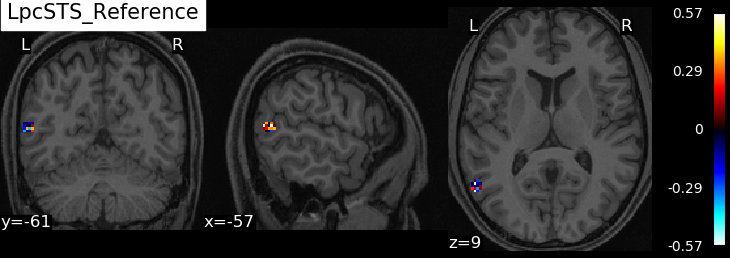 LpcSTS_Reference
L R
L R
y=-61
x=-57
z=9
0.57
0.29
0
-0.29
-0.57